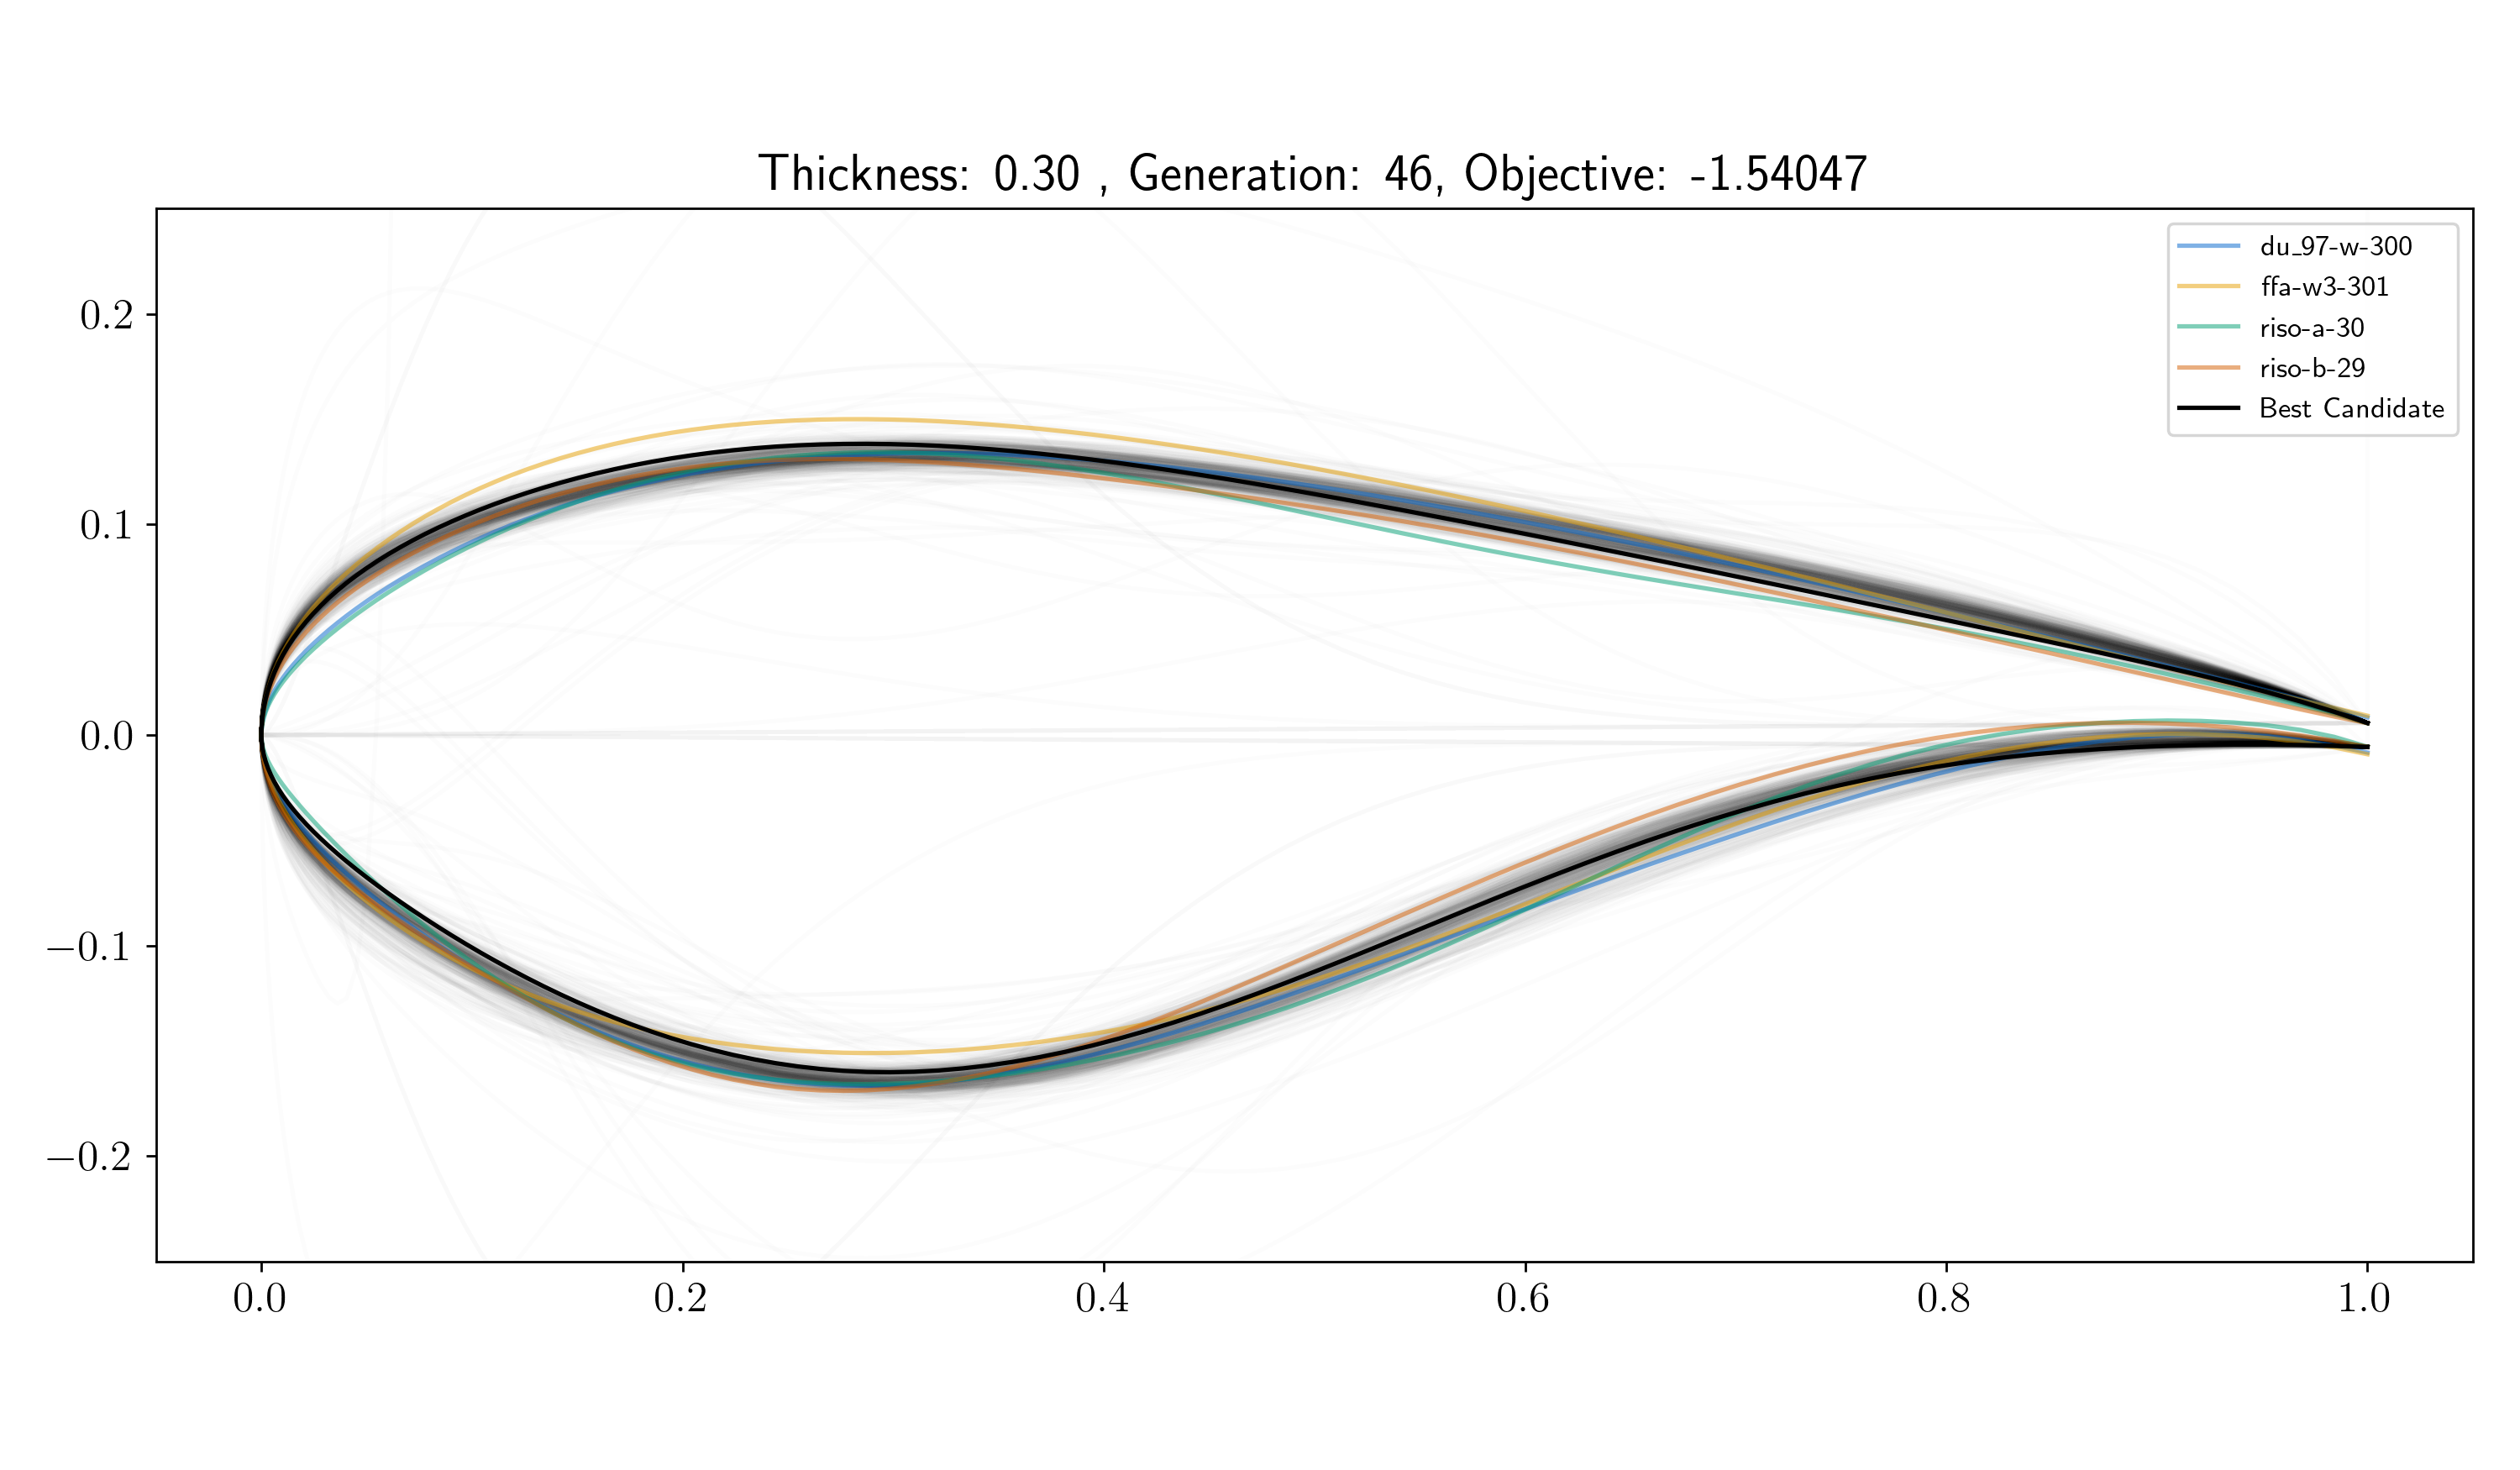 Thickness: 0.30 , Generation: 46, Objective: -1.54047
du_97-w-300
ffa-w3-301
riso-a-30
riso-b-29
Best Candidate
0.2
0.1
0.0
−0.1
−0.2
0.0 0.2 0.4 0.6 0.8 1.0